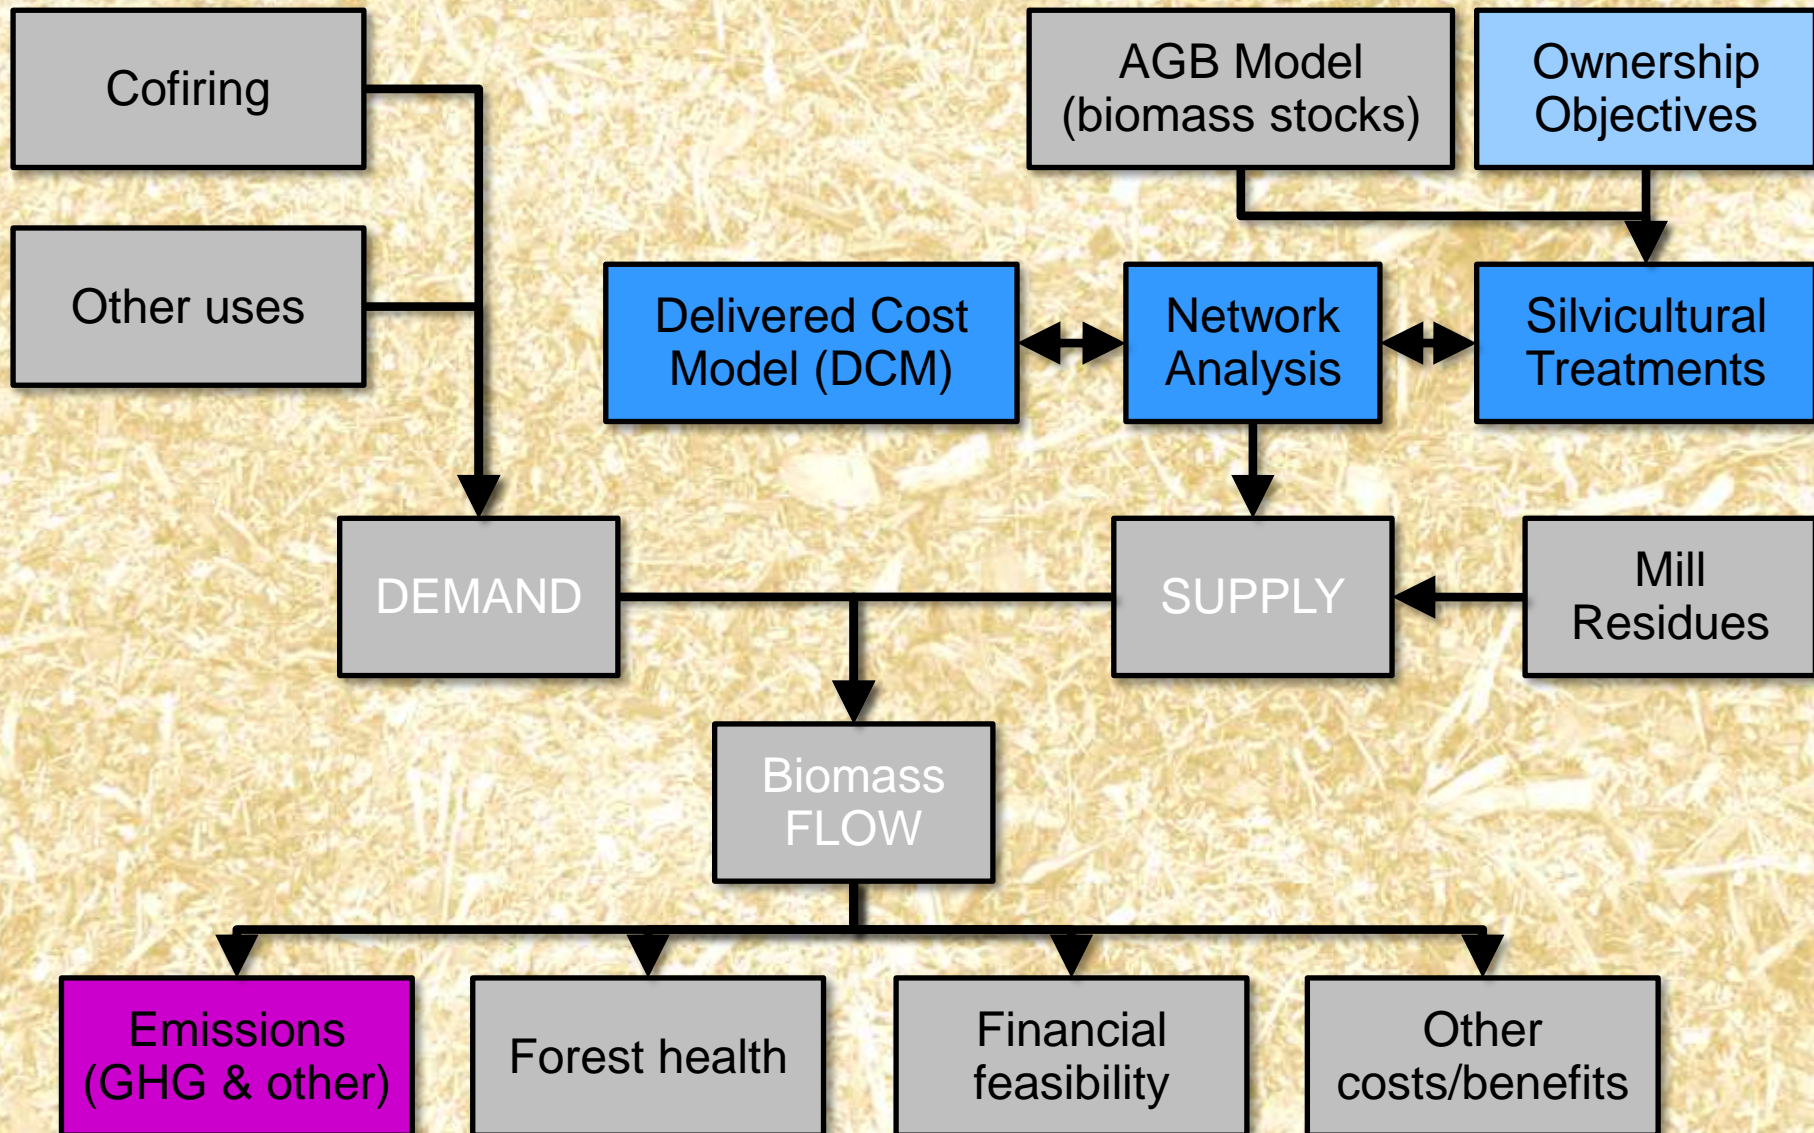 Cofiring
AGB Model
(biomass stocks)
Ownership
Objectives
Other uses
Delivered Cost
Model (DCM)
Network
Analysis
Silvicultural
Treatments
DEMAND
SUPPLY
Mill
Residues
Biomass
FLOW
Emissions
(GHG & other)
Forest health
Financial
feasibility
Other
costs/benefits